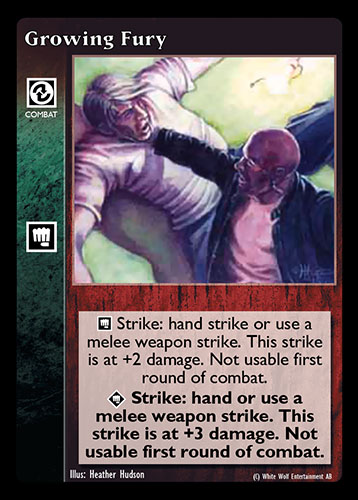 Growing Fury
COMBAT
Strike: hand strike or use a
melee weapon strike. This strike
is at +2 damage. Not usable first
round of combat.
Strike: hand or use a
melee weapon strike. This
strike is at +3 damage. Not
usable first round of combat.
Illus: Heather Hudson
(C) White Wolf Entertainment AB